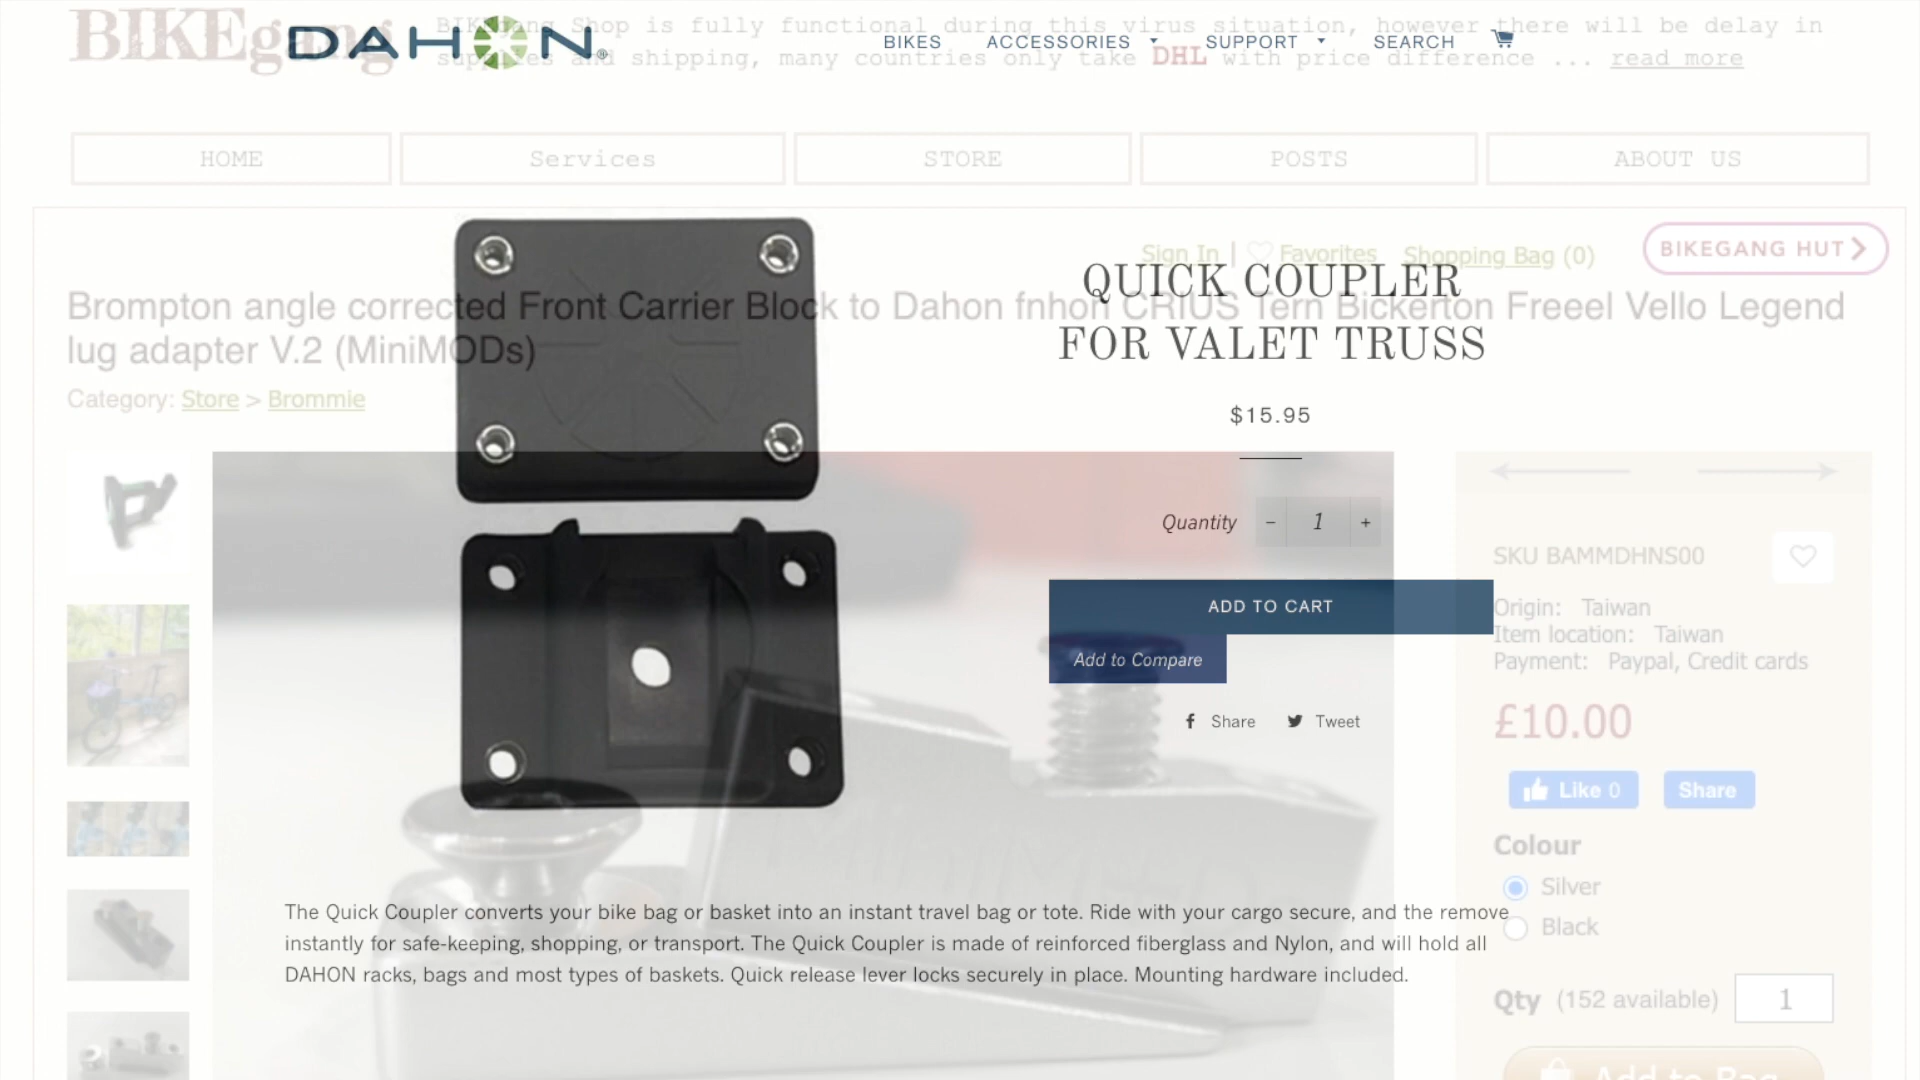 BIKEgang
DAHON®
BIKEgang Shop is fully functional during this virus situation, however there will be delay in
supplies and shipping, many countries only take DHL with price difference ... read more
BIKES ACCESSORIES SUPPORT SEARCH
HOME Services STORE POSTS ABOUT US
Sign In | Favorites Shopping Bag (0)
BIKEGANG HUT
QUICK COUPLER
FOR VALET TRUSS
Brompton angle corrected Front Carrier Block to Dahon fnhon CRIUS Tern Bickerton Freeel Vello Legend
lug adapter V.2 (MiniMODs)
Category: Store > Brommie
$15.95
Quantity − 1 +
ADD TO CART
Add to Compare
Share Tweet
SKU BAMMDHNS00
Origin: Taiwan
Item location: Taiwan
Payment: Paypal, Credit cards
£10.00
Like 0 Share
Colour
Silver
Black
Qty (152 available) 1
Add to Bag
The Quick Coupler converts your bike bag or basket into an instant travel bag or tote. Ride with your cargo secure, and the remove
instantly for safe-keeping, shopping, or transport. The Quick Coupler is made of reinforced fiberglass and Nylon, and will hold all
DAHON racks, bags and most types of baskets. Quick release lever locks securely in place. Mounting hardware included.